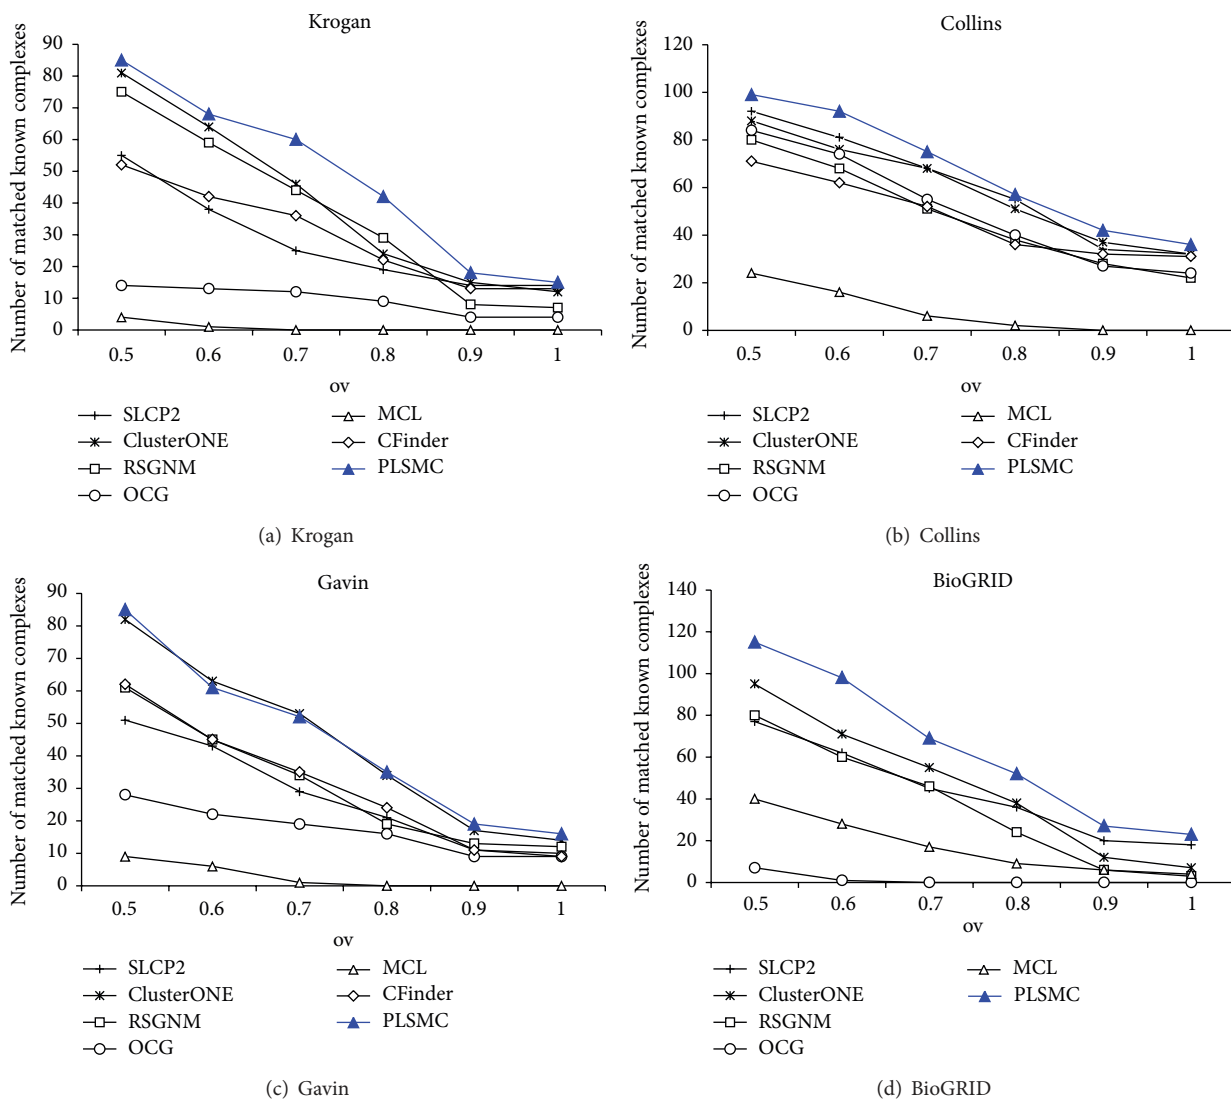 Krogan
Number of matched known complexes
90
80
70
60
50
40
30
20
10
0
0.5 0.6 0.7 0.8 0.9 1
ov
SLCP2 MCL
ClusterONE CFinder
RSGNM PLSMC
OCG
(a) Krogan
Collins
Number of matched known complexes
120
100
80
60
40
20
0
0.5 0.6 0.7 0.8 0.9 1
ov
SLCP2 MCL
ClusterONE CFinder
RSGNM PLSMC
OCG
(b) Collins
Gavin
Number of matched known complexes
90
80
70
60
50
40
30
20
10
0
0.5 0.6 0.7 0.8 0.9 1
ov
SLCP2 MCL
ClusterONE CFinder
RSGNM PLSMC
OCG
(c) Gavin
BioGRID
Number of matched known complexes
140
120
100
80
60
40
20
0
0.5 0.6 0.7 0.8 0.9 1
ov
SLCP2 MCL
ClusterONE PLSMC
RSGNM
OCG
(d) BioGRID